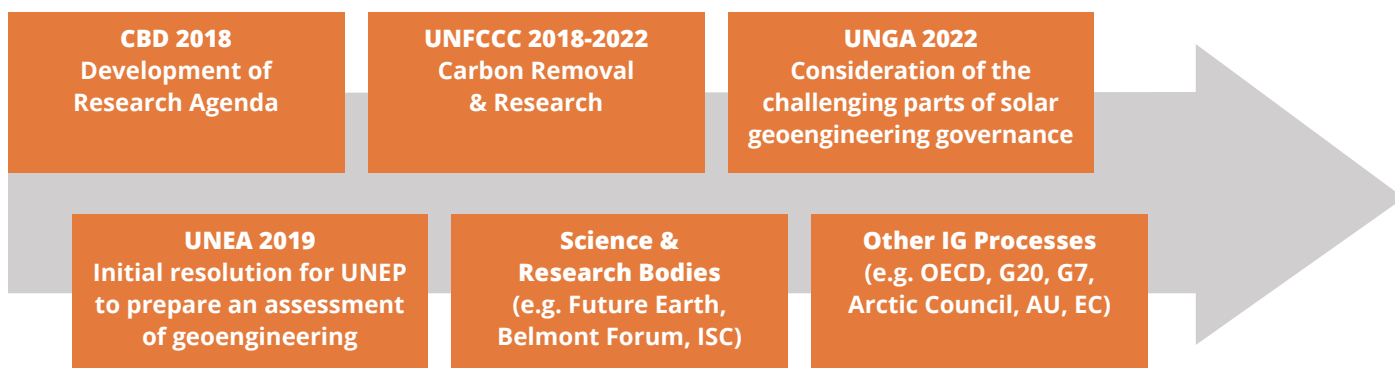 CBD 2018
Development of
Research Agenda
UNFCCC 2018-2022
Carbon Removal
& Research
UNGA 2022
Consideration of the
challenging parts of solar
geoengineering governance
UNEA 2019
Initial resolution for UNEP
to prepare an assessment
of geoengineering
Science &
Research Bodies
(e.g. Future Earth,
Belmont Forum, ISC)
Other IG Processes
(e.g. OECD, G20, G7,
Arctic Council, AU, EC)